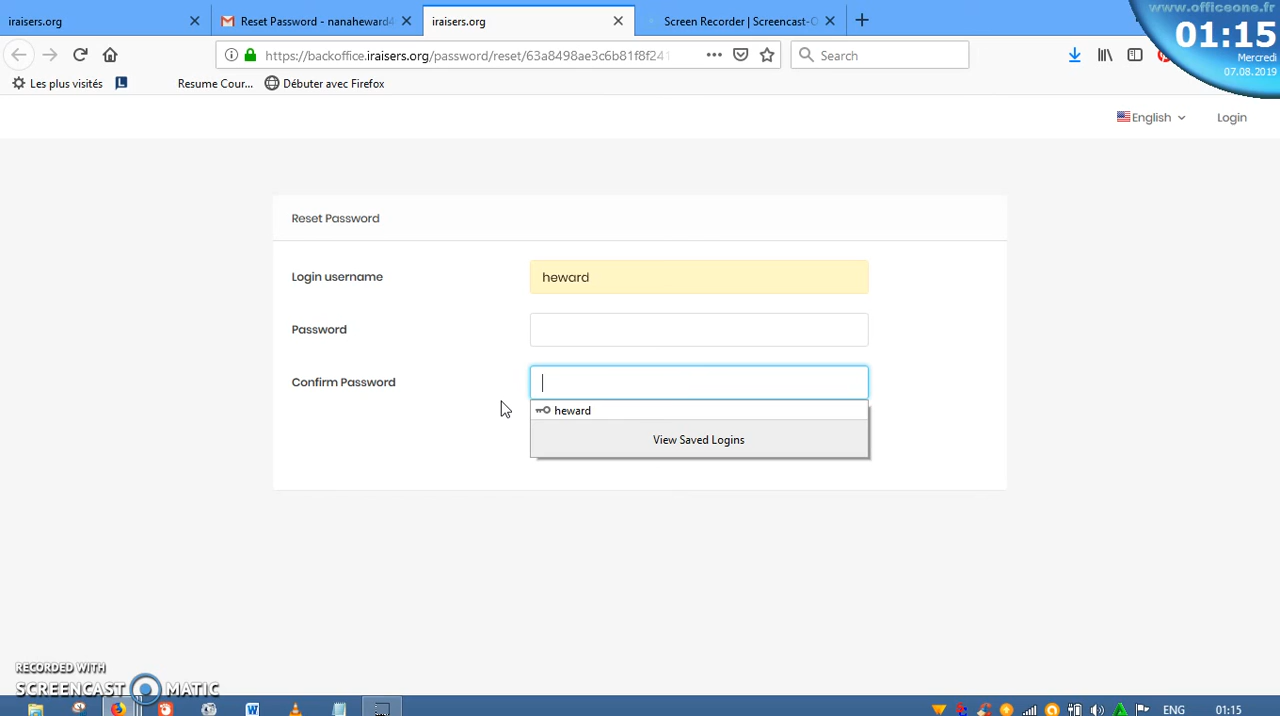 iraisers.org
Reset Password - nanaheward4
iraisers.org
Screen Recorder | Screencast-O
www.officeone.fr
01:15
Mercredi
07.08.2019
https://backoffice.iraisers.org/password/reset/63a8498ae3c6b81f8f241
Search
Les plus visités
Resume Cour...
Débuter avec Firefox
English
Login
Reset Password
Login username
heward
Password
Confirm Password
heward
View Saved Logins
RECORDED WITH
SCREENCAST MATIC
ENG
01:15